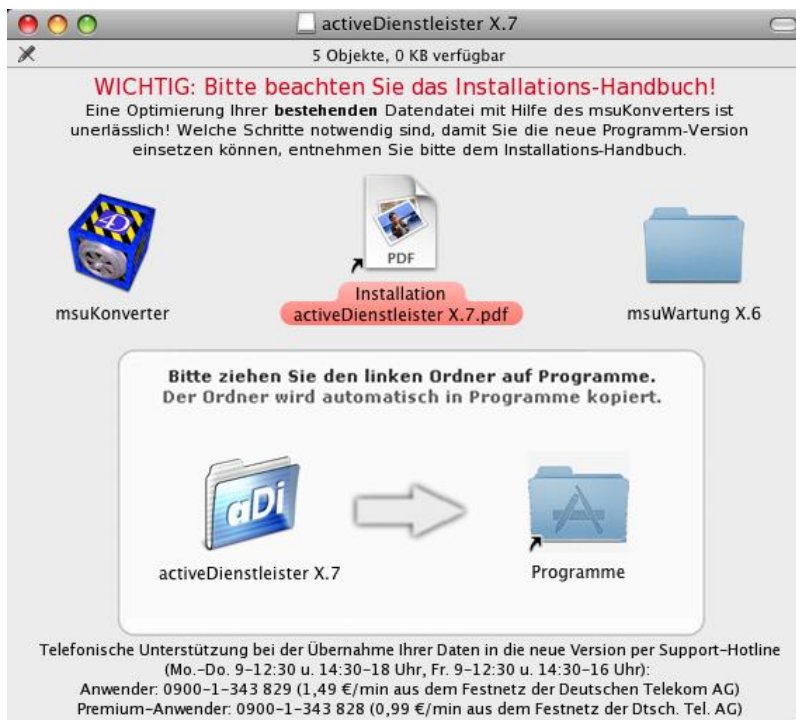 activeDienstleister X.7
5 Objekte, 0 KB verfügbar
WICHTIG: Bitte beachten Sie das Installations-Handbuch!
Eine Optimierung Ihrer bestehenden Datendatei mit Hilfe des msuKonverters ist
unerlässlich! Welche Schritte notwendig sind, damit Sie die neue Programm-Version
einsetzen können, entnehmen Sie bitte dem Installations-Handbuch.
4D
PDF
msuKonverter
Installation
activeDienstleister X.7.pdf
msuWartung X.6
Bitte ziehen Sie den linken Ordner auf Programme.
Der Ordner wird automatisch in Programme kopiert.
aDi
activeDienstleister X.7
Programme
Telefonische Unterstützung bei der Übernahme Ihrer Daten in die neue Version per Support-Hotline
(Mo.-Do. 9-12:30 u. 14:30-18 Uhr, Fr. 9-12:30 u. 14:30-16 Uhr):
Anwender: 0900-1-343 829 (1,49 €/min aus dem Festnetz der Deutschen Telekom AG)
Premium-Anwender: 0900-1-343 828 (0,99 €/min aus dem Festnetz der Dtsch. Tel. AG)